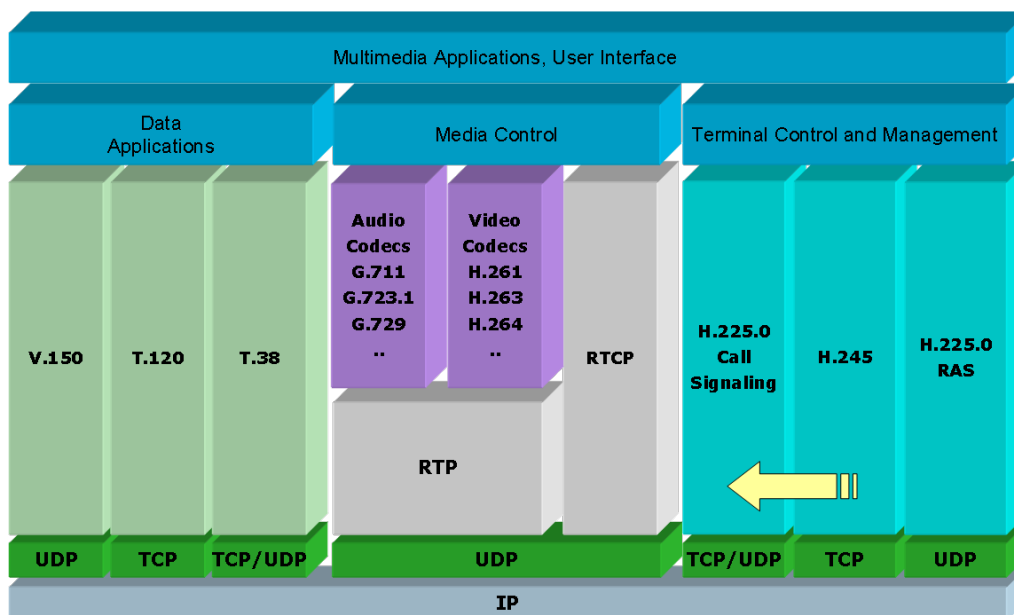 Multimedia Applications, User Interface
Data
Applications
Media Control
Terminal Control and Management
V.150
T.120
T.38
Audio
Codecs
G.711
G.723.1
G.729
..
Video
Codecs
H.261
H.263
H.264
..
RTP
RTCP
H.225.0
Call
Signaling
H.245
H.225.0
RAS
UDP
TCP
TCP/UDP
UDP
TCP/UDP
TCP
UDP
IP